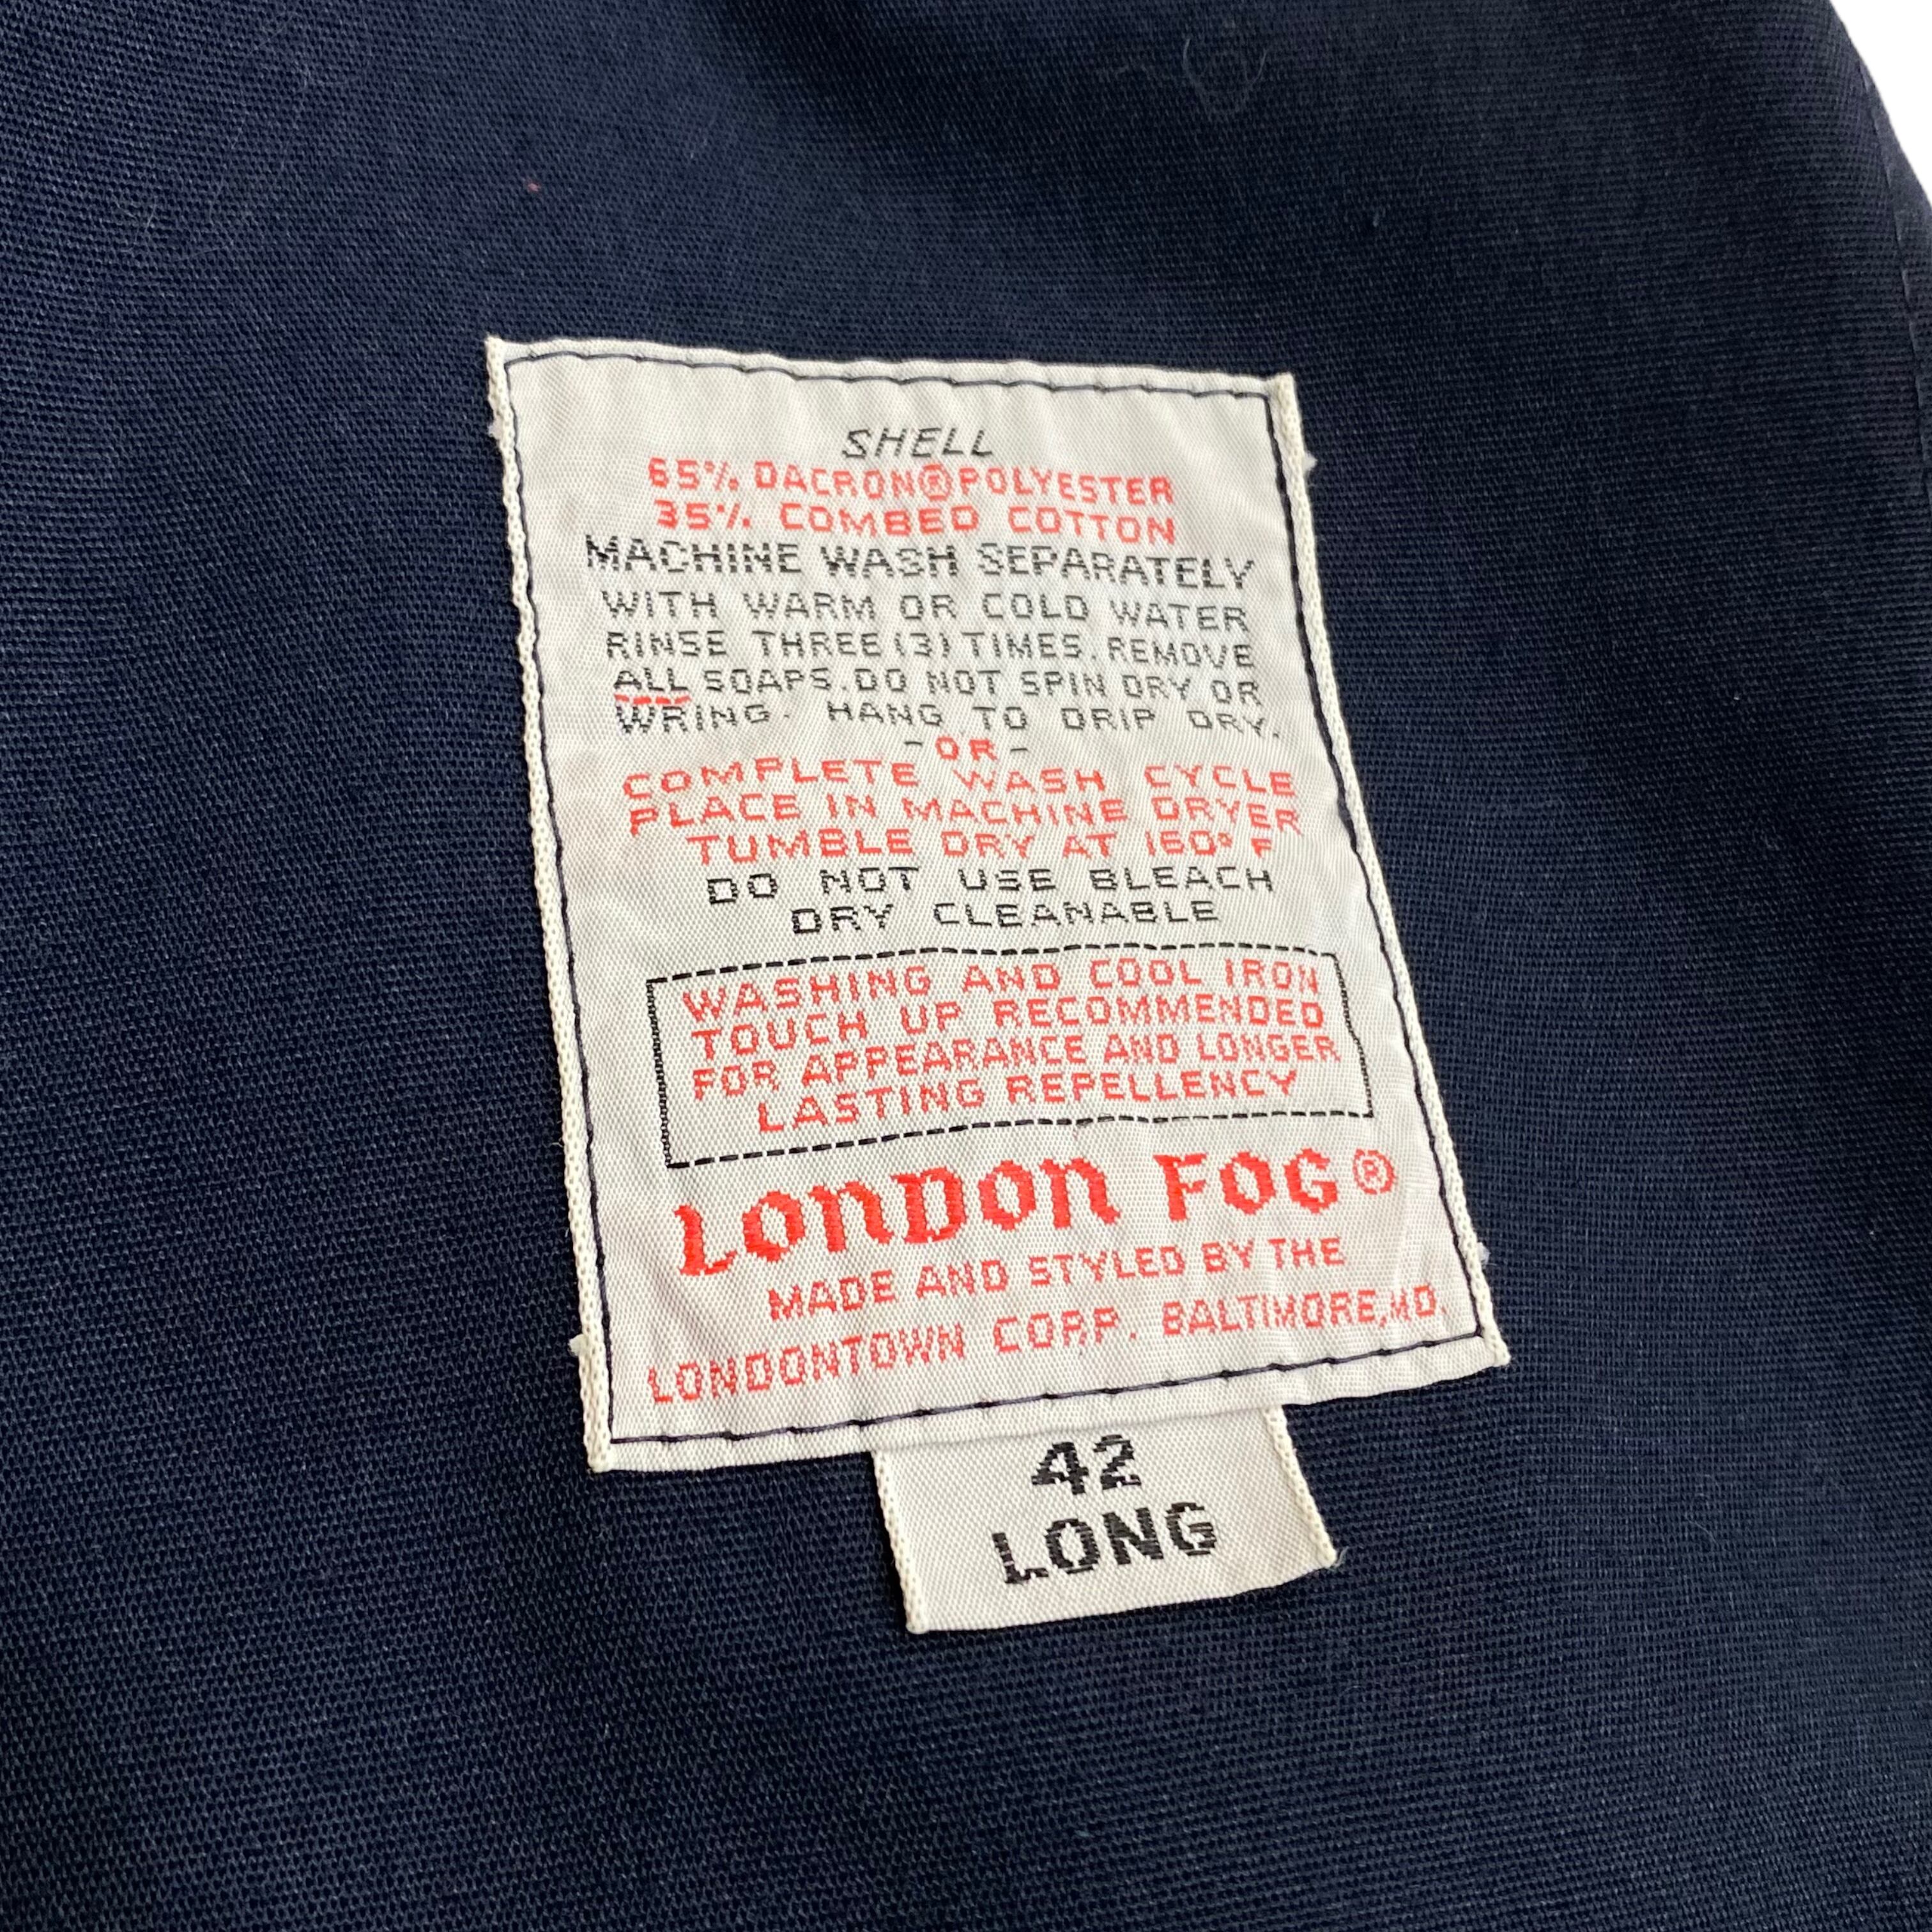 SHELL
65% DACRON® POLYESTER
35% COMBED COTTON
MACHINE WASH SEPARATELY
WITH WARM OR COLD WATER
RINSE THREE (3) TIMES. REMOVE
ALL SOAPS. DO NOT SPIN DRY OR
WRING. HANG TO DRIP DRY.
-OR-
COMPLETE WASH CYCLE
PLACE IN MACHINE DRYER
TUMBLE DRY AT 160° F
DO NOT USE BLEACH
DRY CLEANABLE
WASHING AND COOL IRON
TOUCH UP RECOMMENDED
FOR APPEARANCE AND LONGER
LASTING REPELLENCY
LONDON FOG®
MADE AND STYLED BY THE
LONDONTOWN CORP. BALTIMORE, MD.
42
LONG